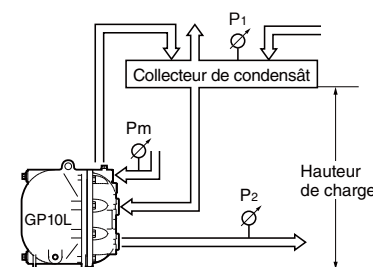 P1
Collecteur de condensât
Pm
Hauteur
de charge
GP10L
P2